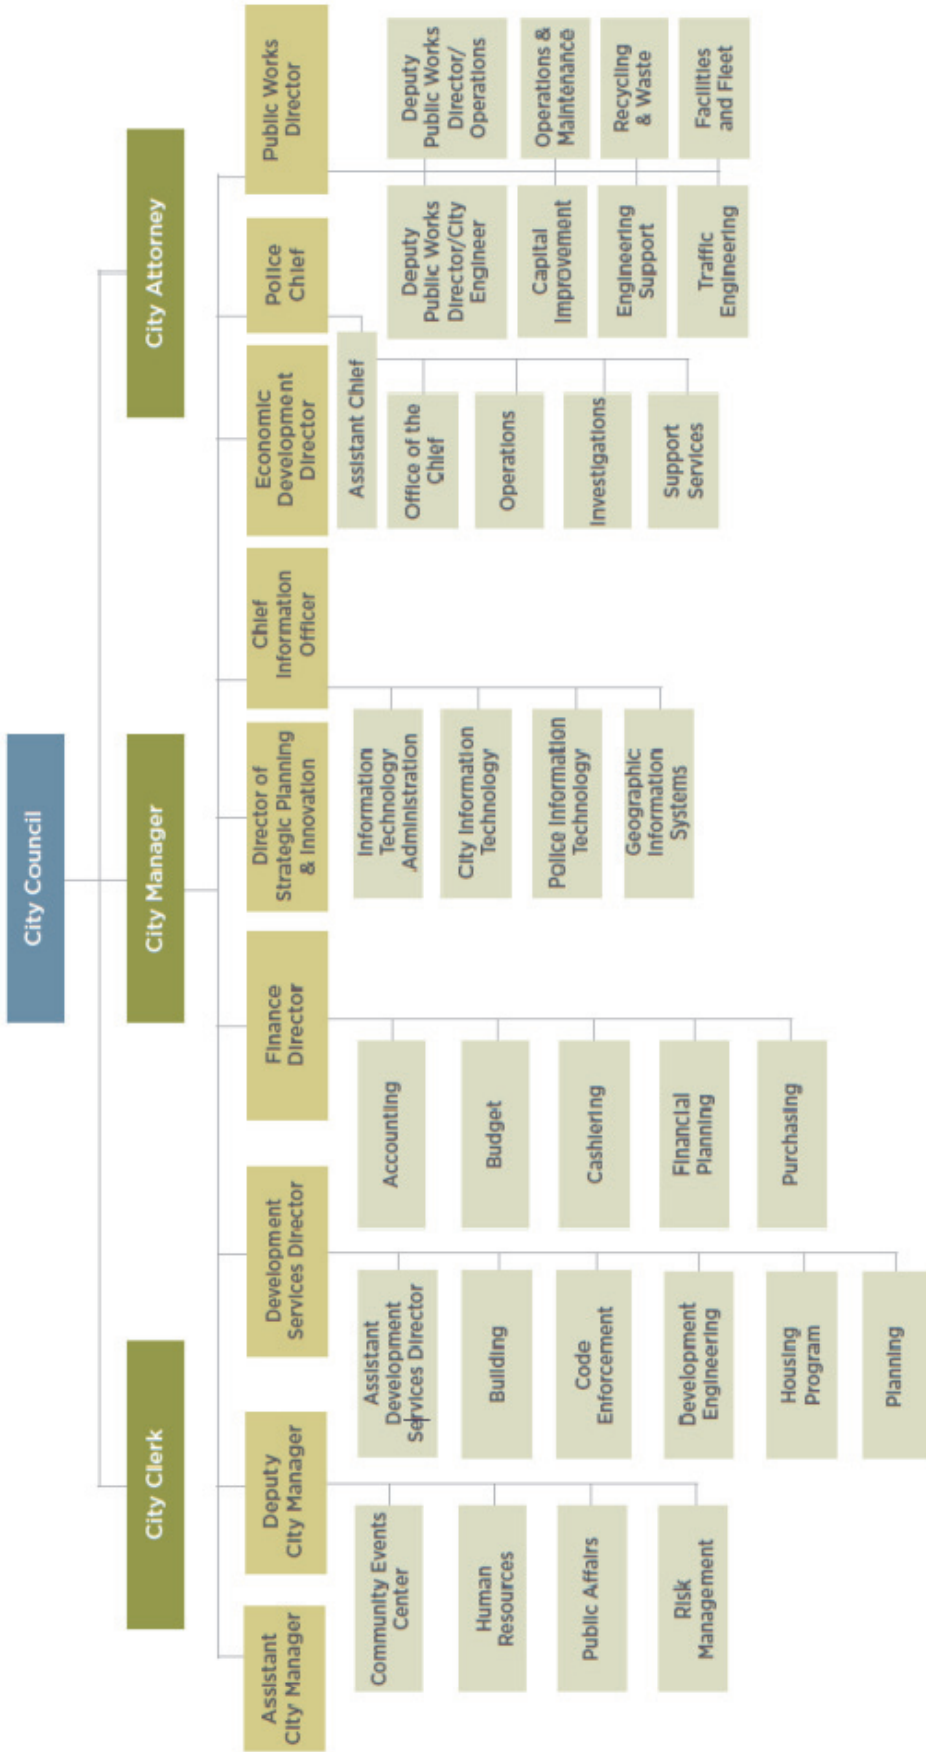 City Council
City Clerk
City Manager
City Attorney
Assistant
City Manager
Deputy
City Manager
Development
Services Director
Finance
Director
Director of
Strategic Planning
& Innovation
Chief
Information
Officer
Economic
Development
Director
Police
Chief
Public Works
Director
Community Events
Center
Human
Resources
Public Affairs
Risk
Management
Assistant
Development
Services Director
Building
Code
Enforcement
Development
Engineering
Housing
Program
Planning
Accounting
Budget
Cashiering
Financial
Planning
Purchasing
Information
Technology
Administration
City Information
Technology
Police Information
Technology
Geographic
Information
Systems
Assistant Chief
Office of the
Chief
Operations
Investigations
Support
Services
Deputy
Public Works
Director/City
Engineer
Capital
Improvement
Engineering
Support
Traffic
Engineering
Deputy
Public Works
Director/
Operations
Operations &
Maintenance
Recycling
& Waste
Facilities
and Fleet